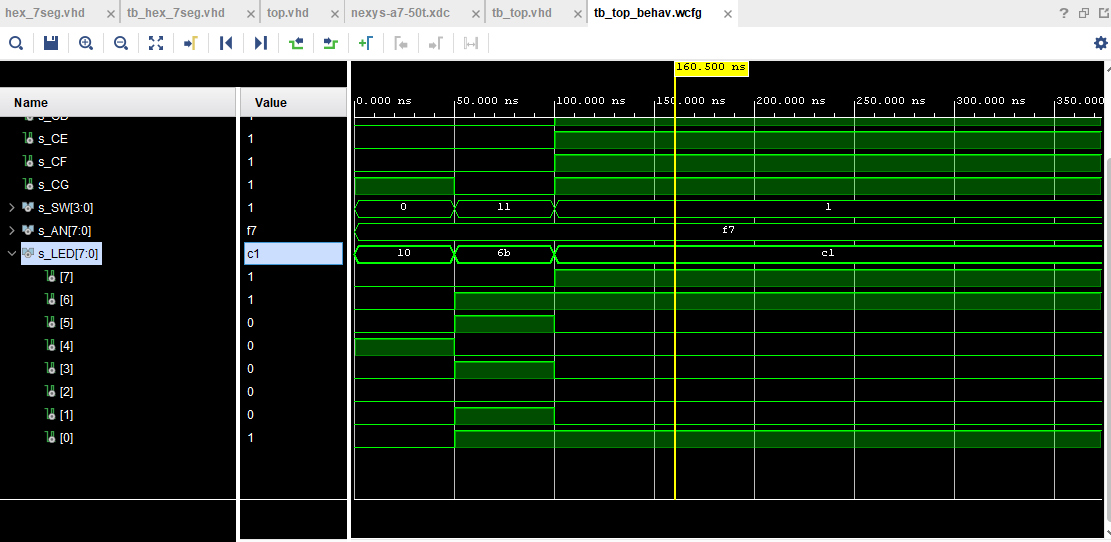 hex_7seg.vhd tb_hex_7seg.vhd top.vhd nexys-a7-50t.xdc tb_top.vhd tb_top_behav.wcfg
160.500 ns
Name Value 0.000 ns 50.000 ns 100.000 ns 150.000 ns 200.000 ns 250.000 ns 300.000 ns 350.000
s_CE 1
s_CF 1
s_CG 1
s_SW[3:0] 1 0 11 1
s_AN[7:0] f7 f7
s_LED[7:0] c1 10 6b c1
[7] 1
[6] 1
[5] 0
[4] 0
[3] 0
[2] 0
[1] 0
[0] 1